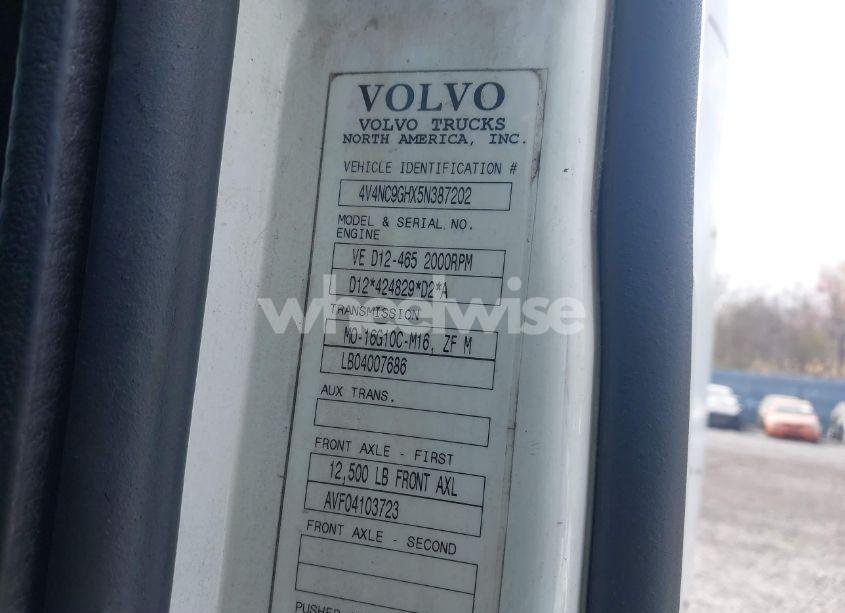 VOLVO
VOLVO TRUCKS
NORTH AMERICA, INC.
VEHICLE IDENTIFICATION #
4V4NC9GHX5N387202
MODEL & SERIAL NO.
ENGINE
VE D12-465 2000RPM
D12*424829*D2*A
TRANSMISSION
wheelwise
MO-16G10C-M16, ZF M
LB04007686
AUX TRANS.
FRONT AXLE - FIRST
12,500 LB FRONT AXL
AVF04103723
FRONT AXLE - SECOND
PUSHER